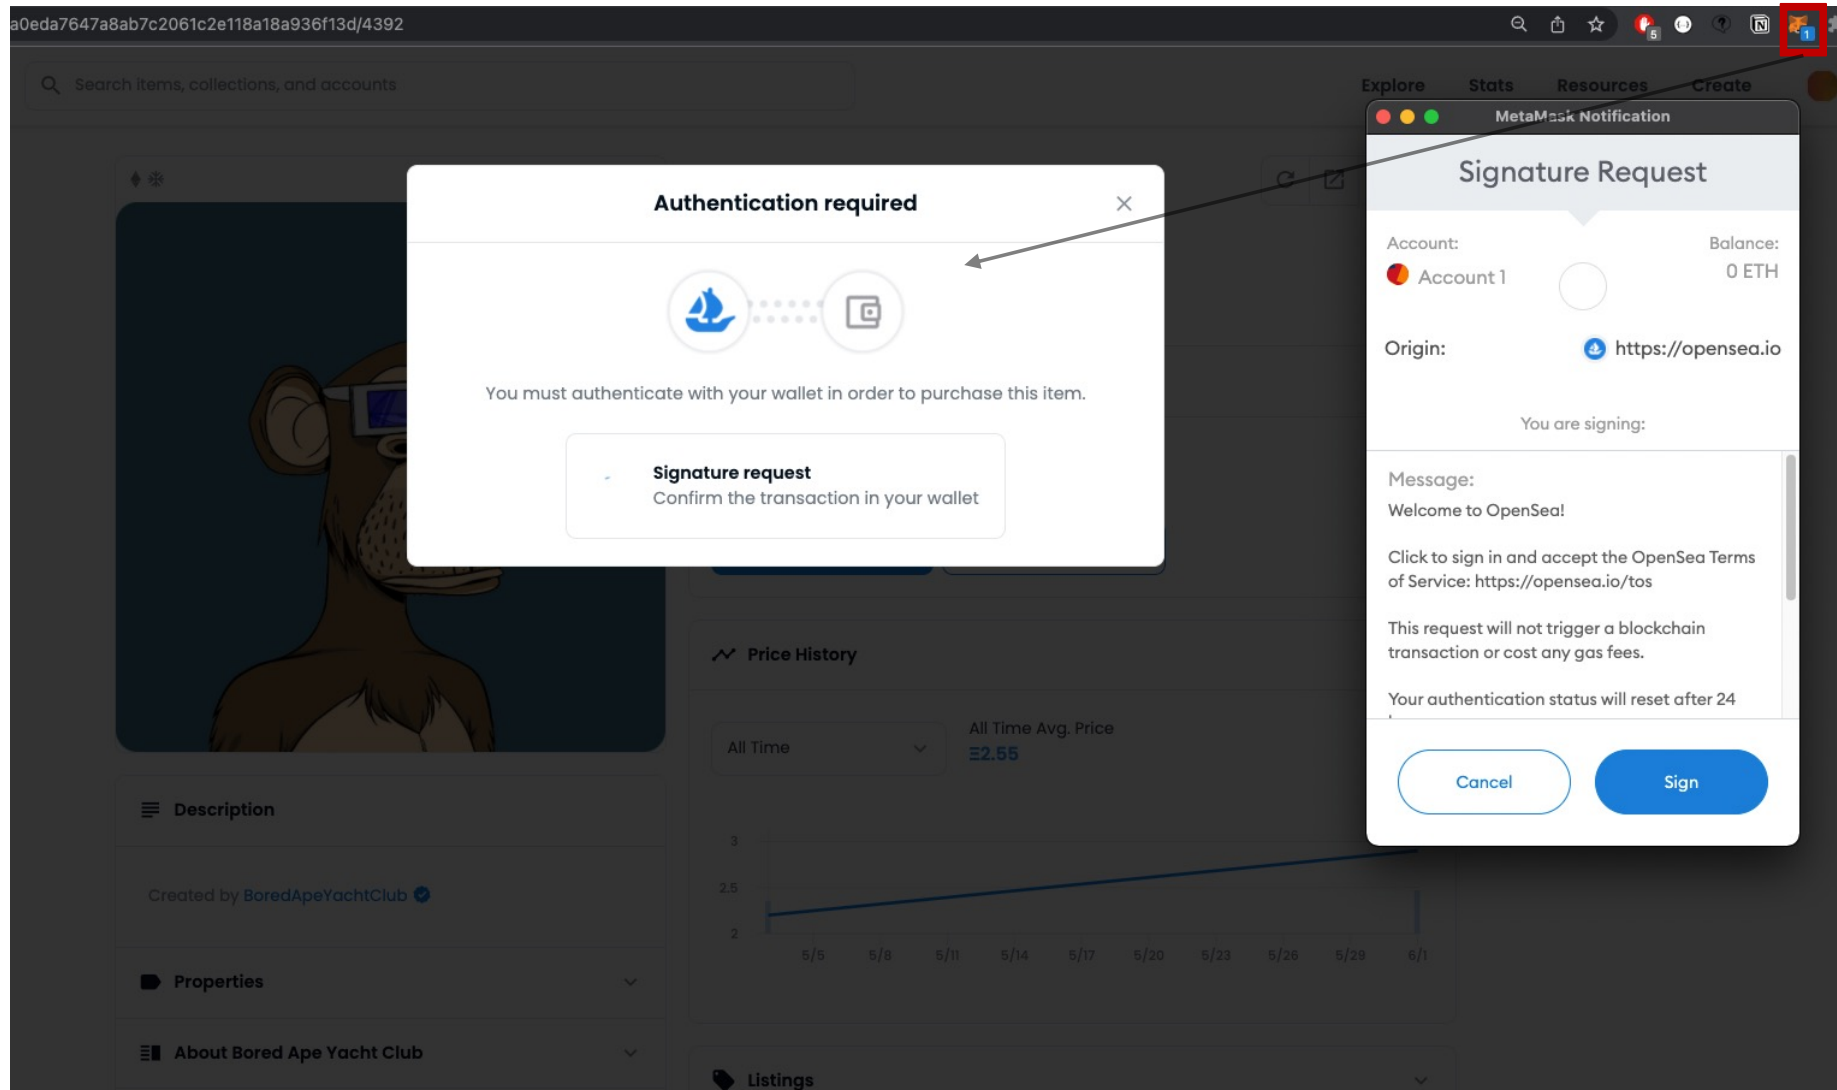 a0eda7647a8ab7c2061c2e118a18a936f13d/4392
5
1
Search items, collections, and accounts
Explore
Stats
Resources
Create
Authentication required
You must authenticate with your wallet in order to purchase this item.
Signature request
Confirm the transaction in your wallet
Price History
All Time
All Time Avg. Price
Ξ2.55
3
2.5
2
5/5
5/8
5/11
5/14
5/17
5/20
5/23
5/26
5/29
6/1
Listings
Description
Created by BoredApeYachtClub
Properties
About Bored Ape Yacht Club
MetaMask Notification
Signature Request
Account:
Balance:
Account 1
0 ETH
Origin:
https://opensea.io
You are signing:
Message:
Welcome to OpenSea!
Click to sign in and accept the OpenSea Terms
of Service: https://opensea.io/tos
This request will not trigger a blockchain
transaction or cost any gas fees.
Your authentication status will reset after 24
Cancel
Sign